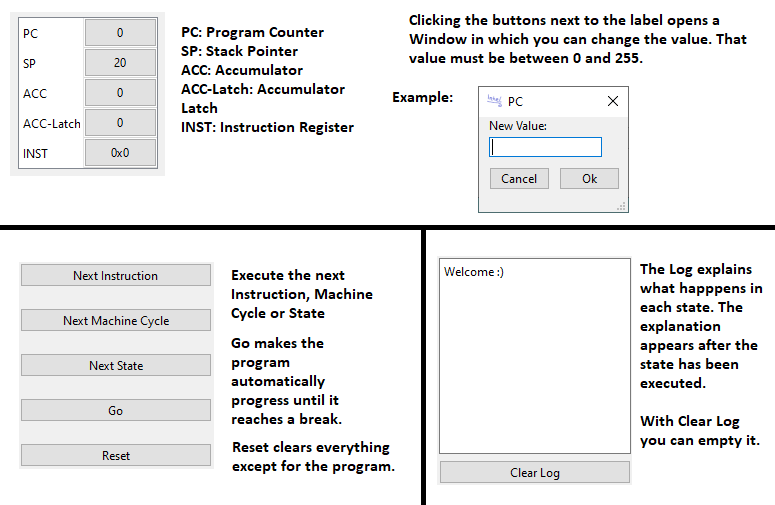 PC 0
SP 20
ACC 0
ACC-Latch 0
INST 0x0
PC: Program Counter
SP: Stack Pointer
ACC: Accumulator
ACC-Latch: Accumulator
Latch
INST: Instruction Register
Clicking the buttons next to the label opens a
Window in which you can change the value. That
value must be between 0 and 255.
Example:
PC
New Value:
Cancel Ok
Next Instruction
Next Machine Cycle
Next State
Go
Reset
Execute the next
Instruction, Machine
Cycle or State
Go makes the
program
automatically
progress until it
reaches a break.
Reset clears everything
except for the program.
Welcome :)
Clear Log
The Log explains
what happpens in
each state. The
explanation
appears after the
state has been
executed.
With Clear Log
you can empty it.